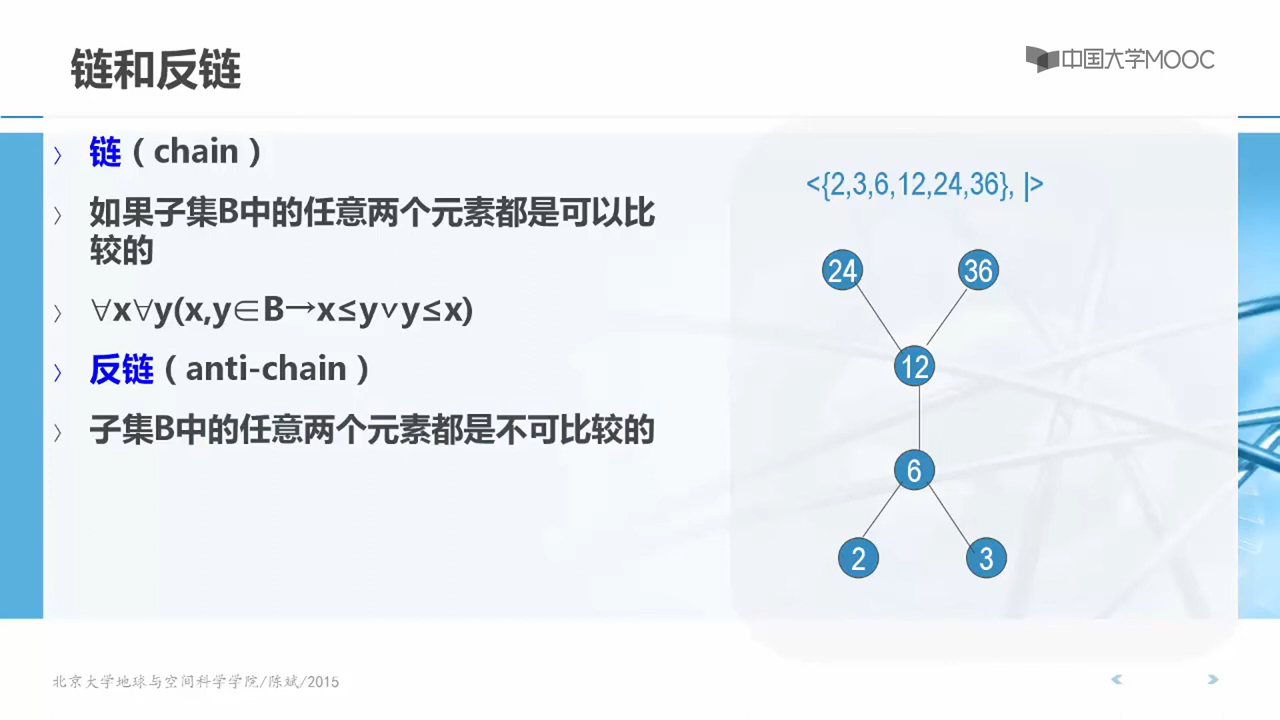 链和反链
中国大学MOOC
链（chain）
如果子集B中的任意两个元素都是可以比
较的
∀x∀y(x,y∈B→x≤y∨y≤x)
反链（anti-chain）
子集B中的任意两个元素都是不可比较的
<{2,3,6,12,24,36}, |>
24 36
12
6
2 3
北京大学地球与空间科学学院/陈斌/2015